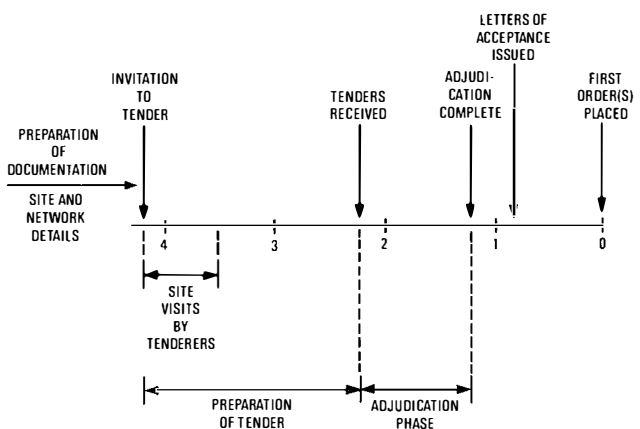 LETTERS OF
ACCEPTANCE
ISSUED
INVITATION
TO
TENDER
TENDERS
RECEIVED
ADJUDI-
CATION
COMPLETE
FIRST
ORDER(S)
PLACED
PREPARATION
OF
DOCUMENTATION
SITE AND
NETWORK
DETAILS
4 3 2 1 0
SITE
VISITS
BY
TENDERERS
PREPARATION
OF TENDER
ADJUDICATION
PHASE